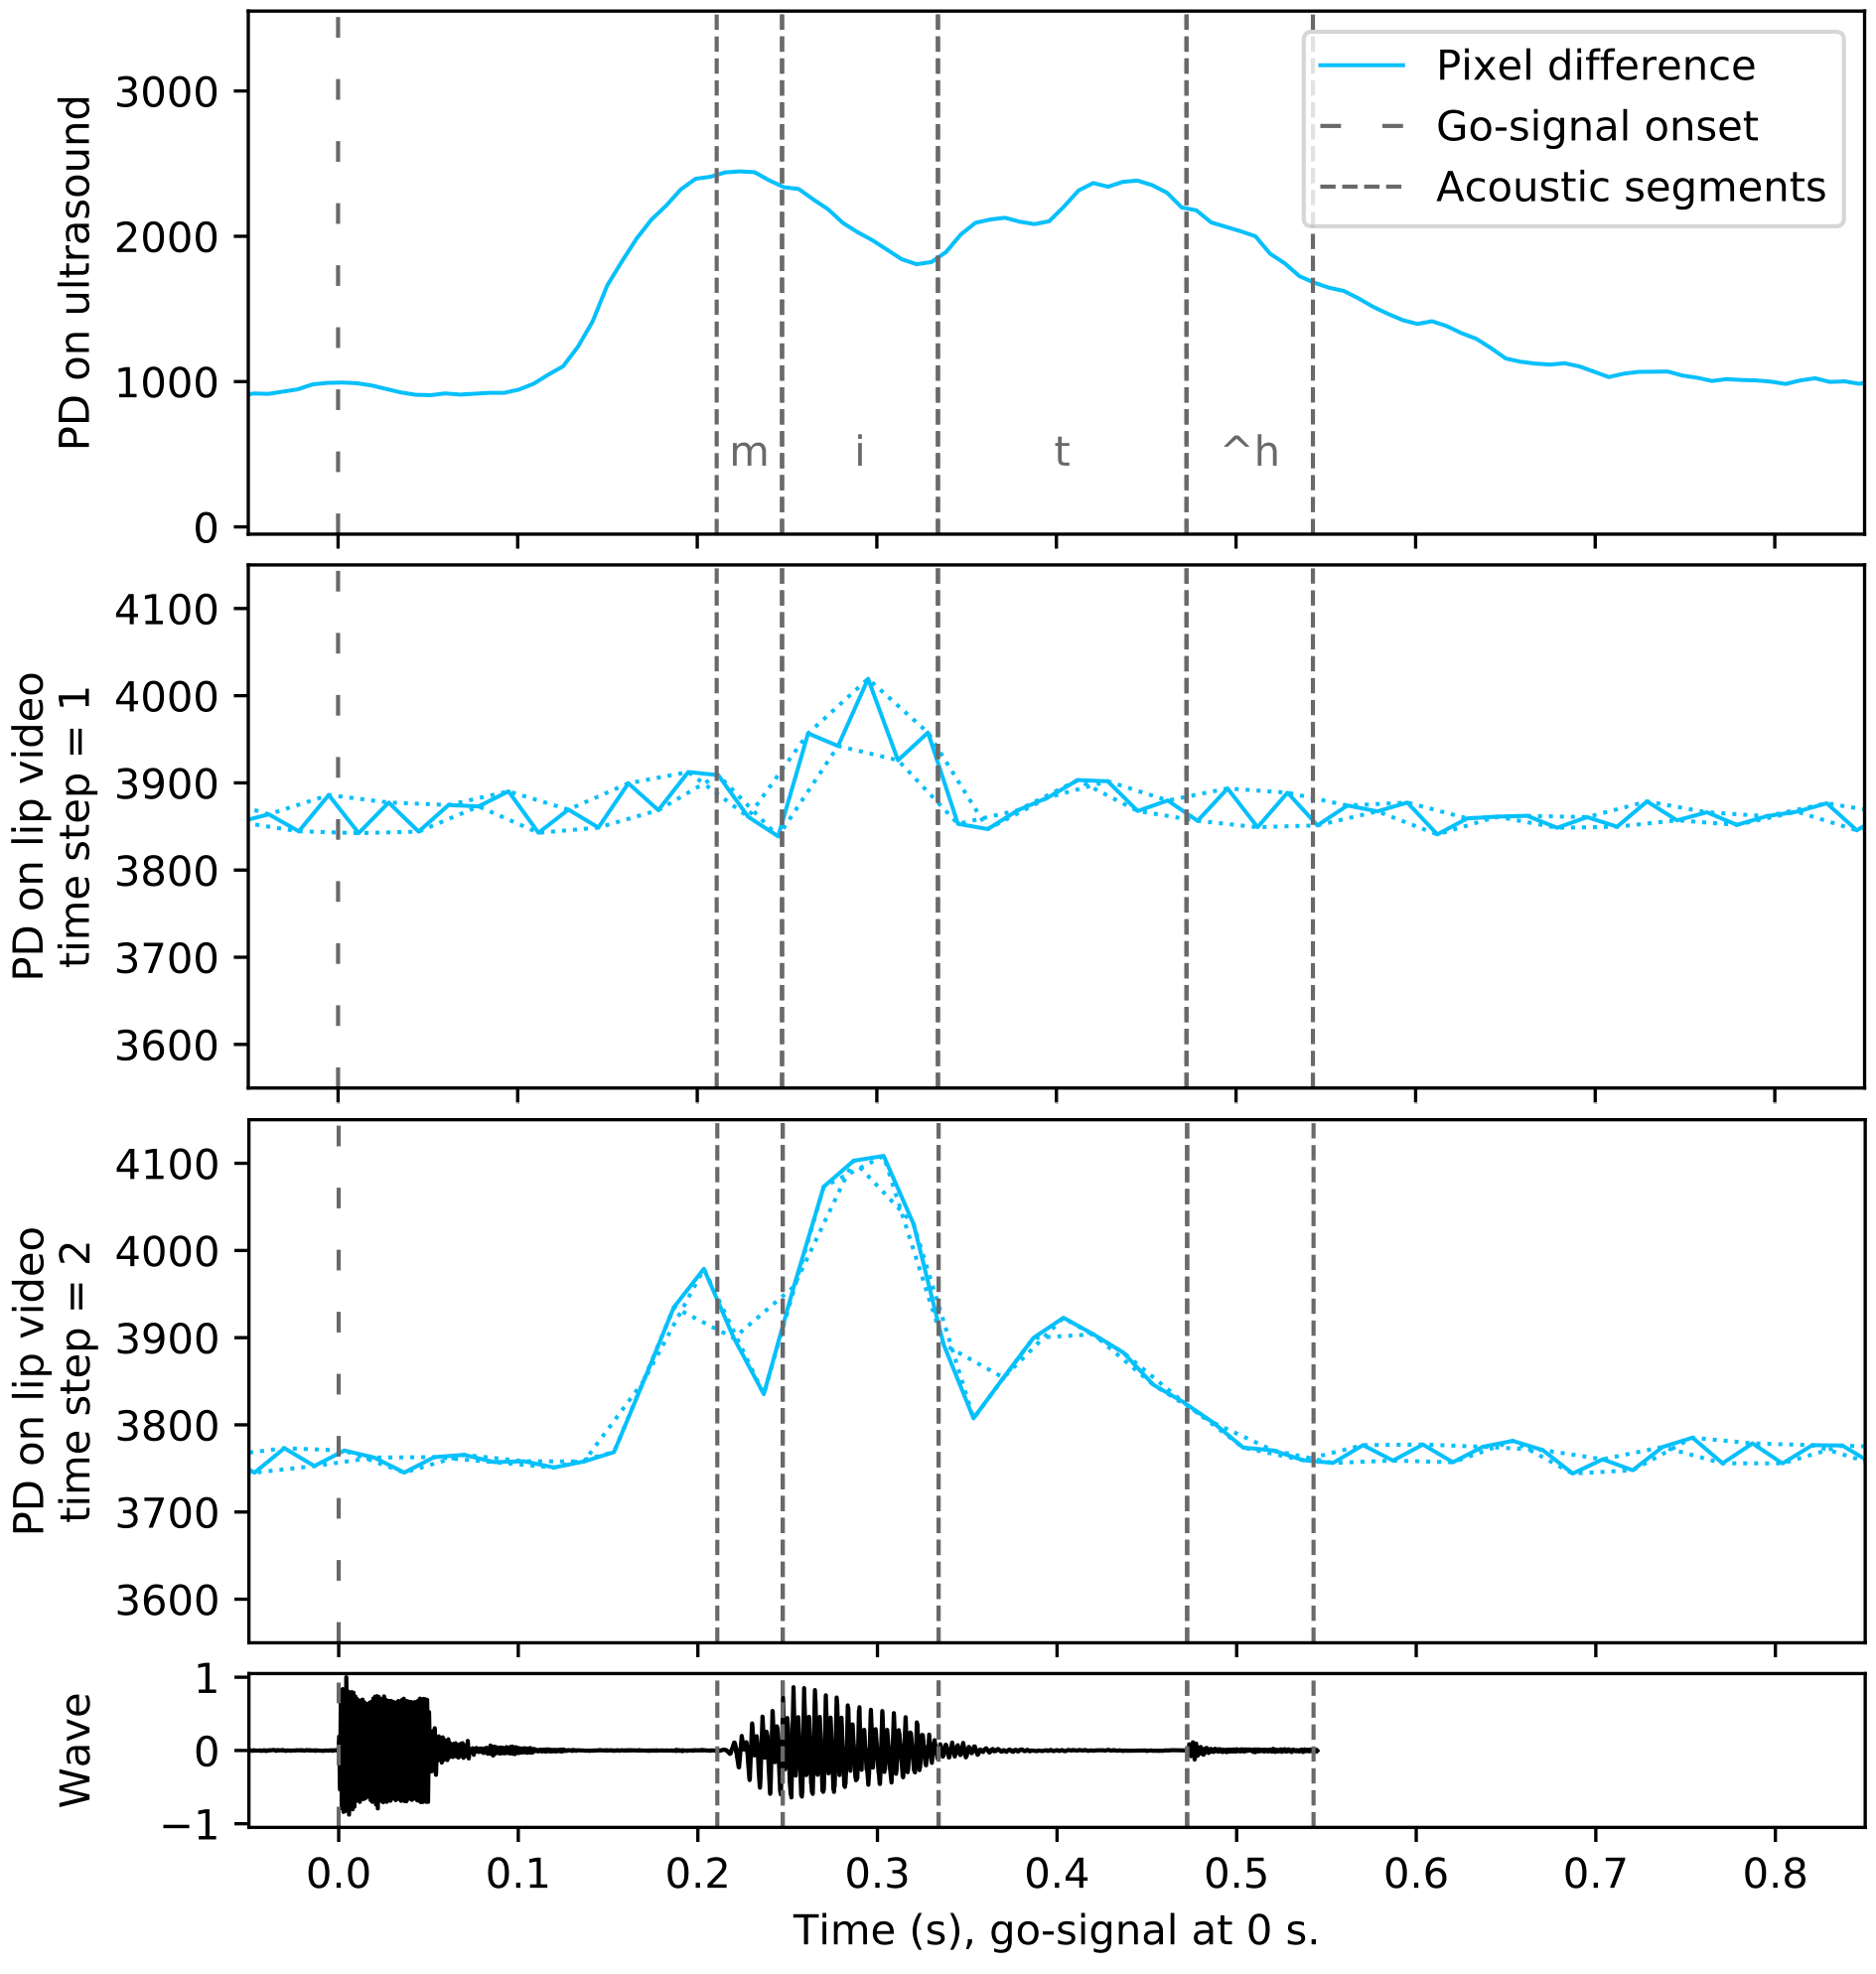 PD on ultrasound
3000
2000
1000
0
Pixel difference
Go-signal onset
Acoustic segments
m i t ^h
PD on lip video
time step = 1
4100
4000
3900
3800
3700
3600
PD on lip video
time step = 2
4100
4000
3900
3800
3700
3600
Wave
1
0
−1
0.0 0.1 0.2 0.3 0.4 0.5 0.6 0.7 0.8
Time (s), go-signal at 0 s.